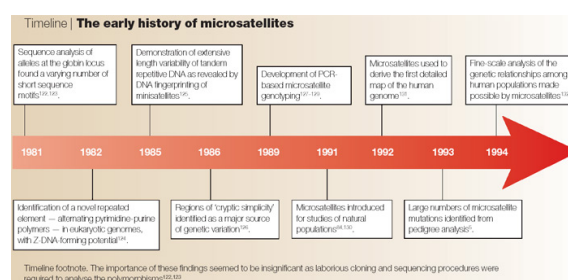 Timeline | The early history of microsatellites
Sequence analysis of
alleles at the globin locus
found a varying number of
short sequence
motifs
Demonstration of extensive
length variability of tandem
repetitive DNA as revealed by
DNA fingerprinting of
minisatellites
Development of PCR-
based microsatellite
genotyping
Microsatellites used to
derive the first detailed
map of the human
genome
Fine-scale analysis of the
genetic relationships among
human populations made
possible by microsatellites
1981
1982
1985
1986
1989
1991
1992
1993
1994
Identification of a novel repeated
element — alternating pyrimidine-purine
polymers — in eukaryotic genomes,
with Z-DNA-forming potential
Regions of 'cryptic simplicity'
identified as a major source
of genetic variation
Microsatellites introduced
for studies of natural
populations
Large numbers of microsatellite
mutations identified from
pedigree analysis
Timeline footnote. The importance of these findings seemed to be insignificant as laborious cloning and sequencing procedures were
required to analyse the polymorphisms